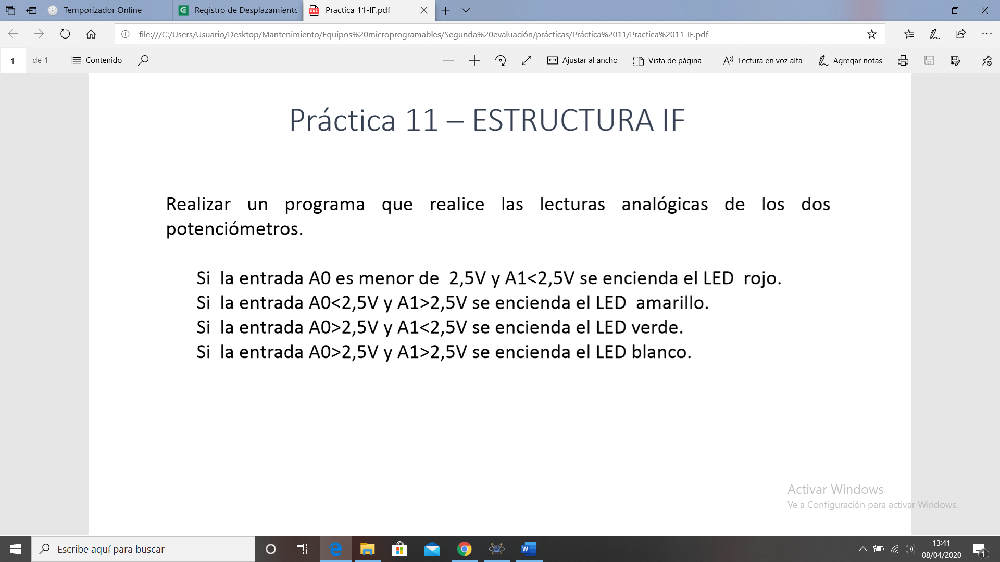 Temporizador Online
Registro de Desplazamiento
Practica 11-IF.pdf
file:///C:/Users/Usuario/Desktop/Mantenimiento/Equipos%20microprogramables/Segunda%20evaluación/prácticas/Práctica%2011/Practica%2011-IF.pdf
1 de 1 Contenido Ajustar al ancho Vista de página Lectura en voz alta Agregar notas
Práctica 11 – ESTRUCTURA IF
Realizar un programa que realice las lecturas analógicas de los dos
potenciómetros.
Si la entrada A0 es menor de 2,5V y A1<2,5V se encienda el LED rojo.
Si la entrada A0<2,5V y A1>2,5V se encienda el LED amarillo.
Si la entrada A0>2,5V y A1<2,5V se encienda el LED verde.
Si la entrada A0>2,5V y A1>2,5V se encienda el LED blanco.
Activar Windows
Ve a Configuración para activar Windows.
Escribe aquí para buscar
13:41
08/04/2020
1